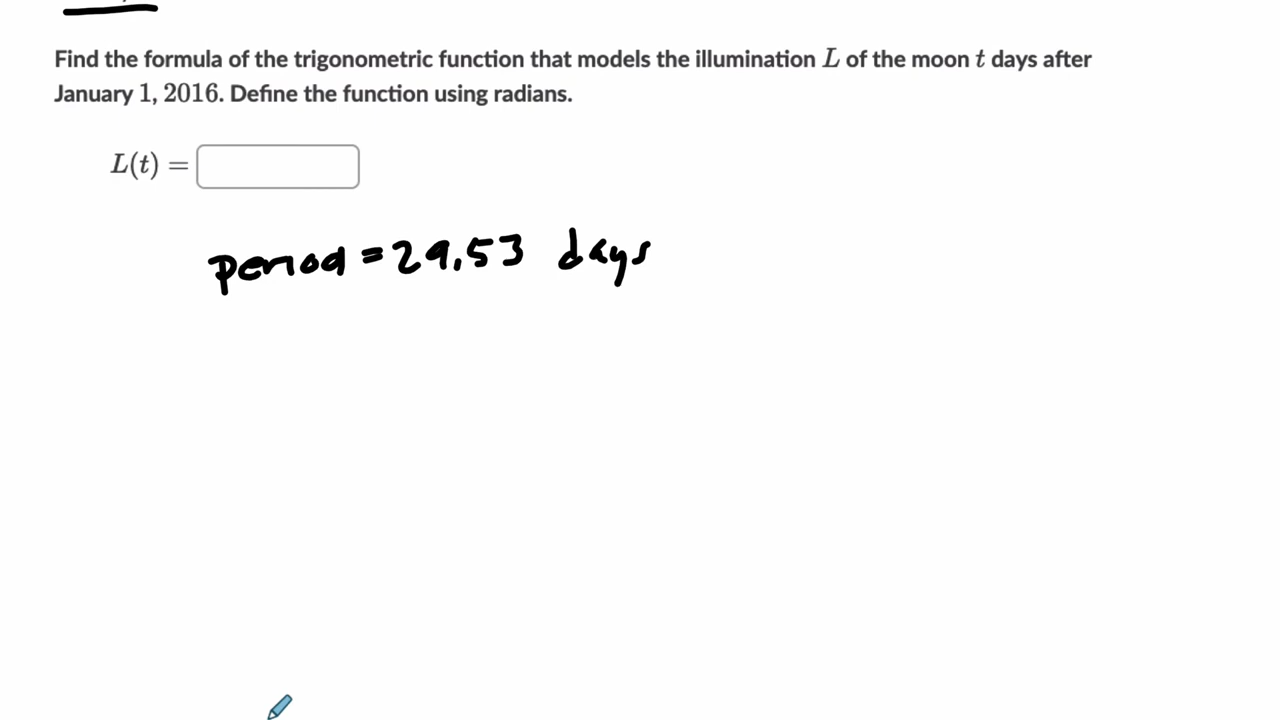 Find the formula of the trigonometric function that models the illumination L of the moon t days after
January 1, 2016. Define the function using radians.
L(t) =
period = 29.53 days